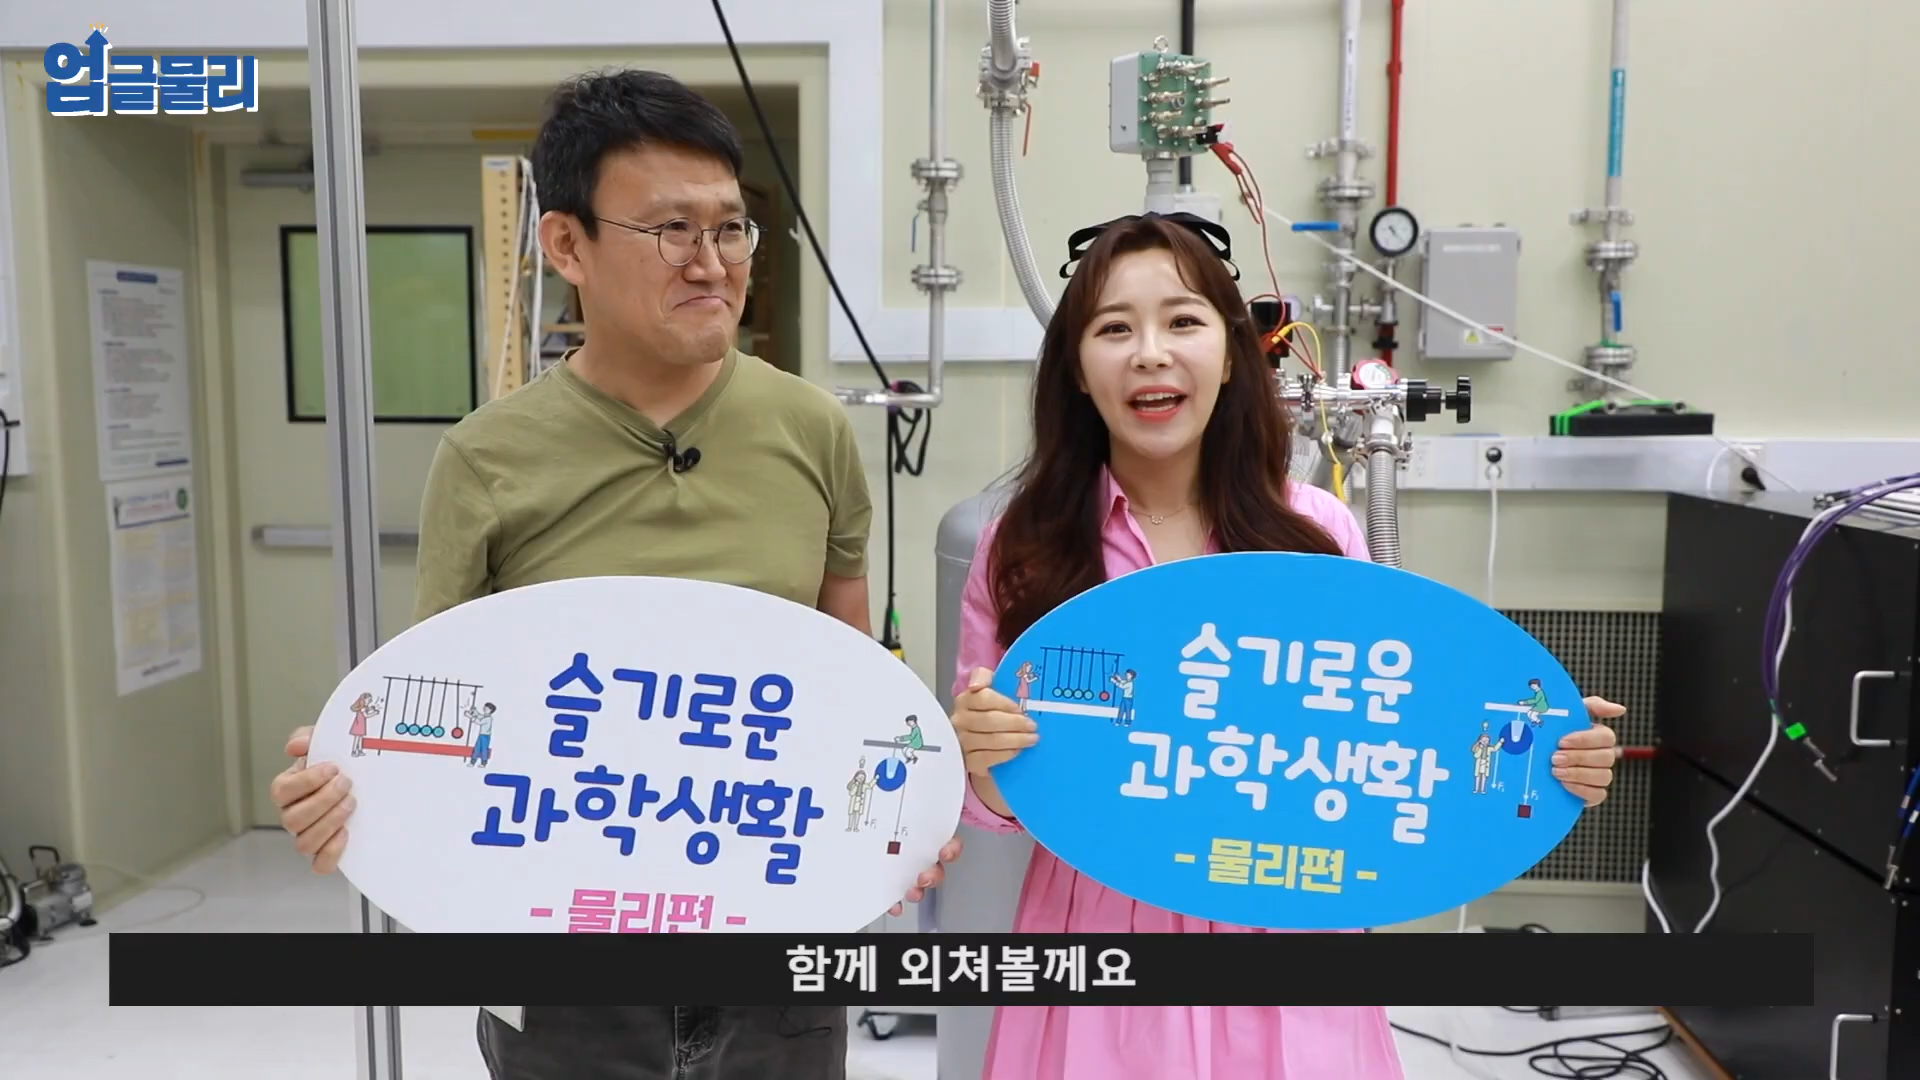 업글물리
슬기로운
과학생활
- 물리편 -
슬기로운
과학생활
- 물리편 -
함께 외쳐볼께요